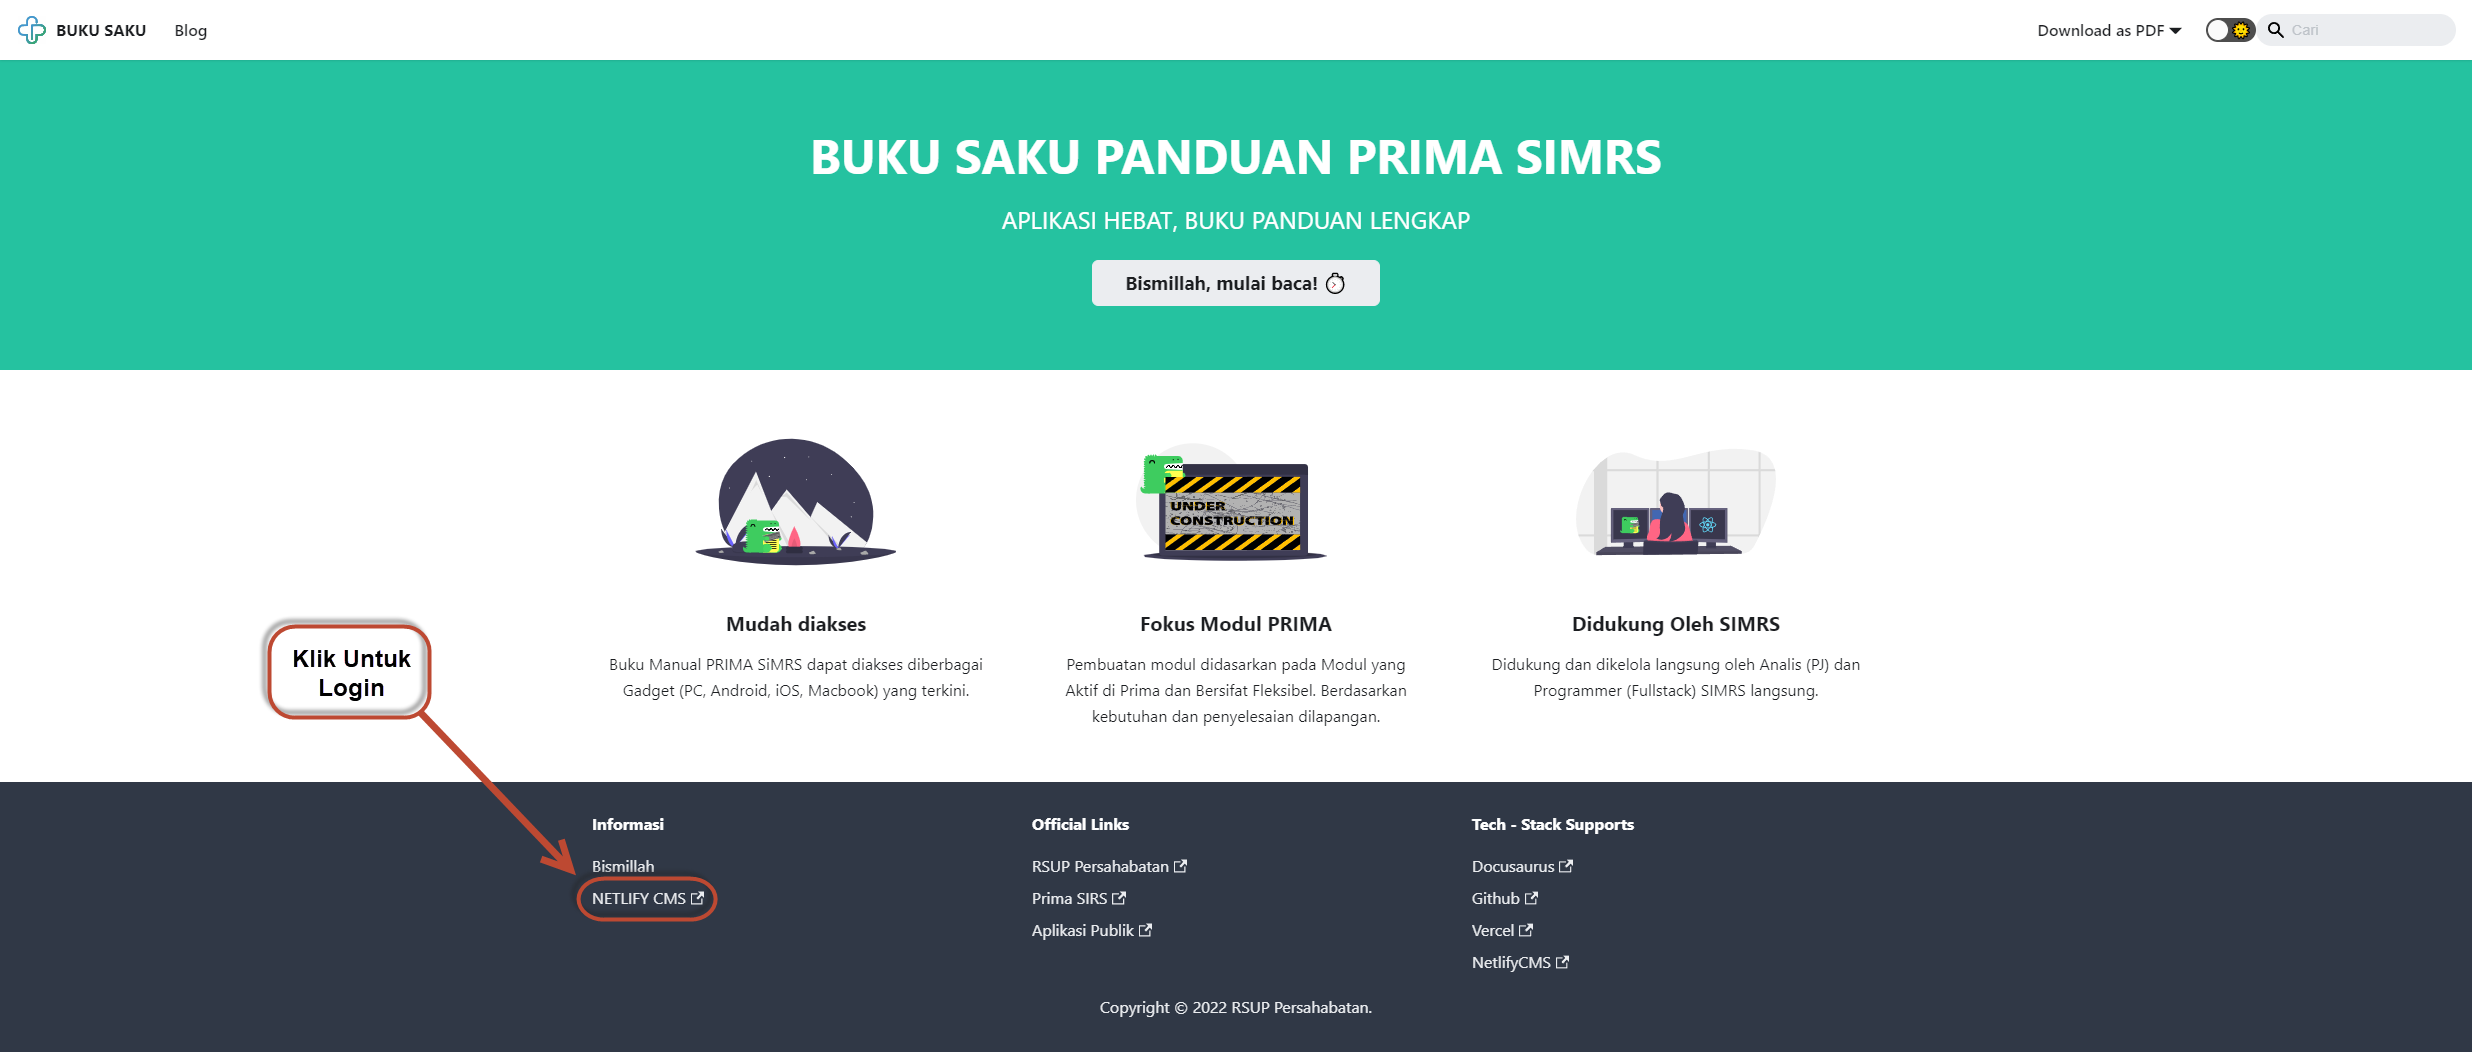 BUKU SAKU
Blog
Download as PDF
Cari
BUKU SAKU PANDUAN PRIMA SIMRS
APLIKASI HEBAT, BUKU PANDUAN LENGKAP
Bismillah, mulai baca!
UNDER
CONSTRUCTION
Mudah diakses
Buku Manual PRIMA SiMRS dapat diakses diberbagai
Gadget (PC, Android, iOS, Macbook) yang terkini.
Fokus Modul PRIMA
Pembuatan modul didasarkan pada Modul yang
Aktif di Prima dan Bersifat Fleksibel. Berdasarkan
kebutuhan dan penyelesaian dilapangan.
Didukung Oleh SIMRS
Didukung dan dikelola langsung oleh Analis (PJ) dan
Programmer (Fullstack) SIMRS langsung.
Klik Untuk
Login
Informasi
Bismillah
NETLIFY CMS
Official Links
RSUP Persahabatan
Prima SIRS
Aplikasi Publik
Tech - Stack Supports
Docusaurus
Github
Vercel
NetlifyCMS
Copyright © 2022 RSUP Persahabatan.